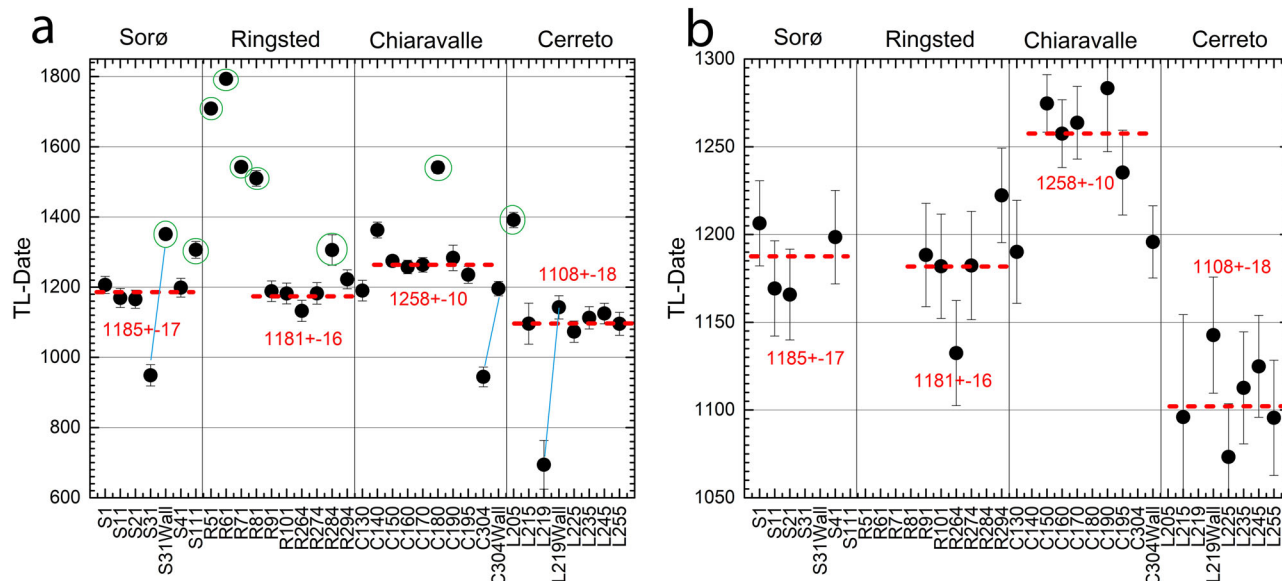 a
Sorø Ringsted Chiaravalle Cerreto
TL-Date
1800
1600
1400
1200
1000
800
600
1185+-17
1181+-16
1258+-10
1108+-18
S1
S11
S21
S31
S31Wall
S41
S111
R51
R61
R71
R81
R91
R101
R264
R274
R284
R294
C130
C140
C150
C160
C170
C180
C190
C195
C304
C304Wall
L205
L215
L219
L219Wall
L225
L235
L245
L255
b
Sorø Ringsted Chiaravalle Cerreto
TL-Date
1300
1250
1200
1150
1100
1050
1185+-17
1181+-16
1258+-10
1108+-18
S1
S11
S21
S31
S31Wall
S41
S111
R51
R61
R71
R81
R91
R101
R264
R274
R284
R294
C130
C140
C150
C160
C170
C180
C190
C195
C304
C304Wall
L205
L215
L219
L219Wall
L225
L235
L245
L255